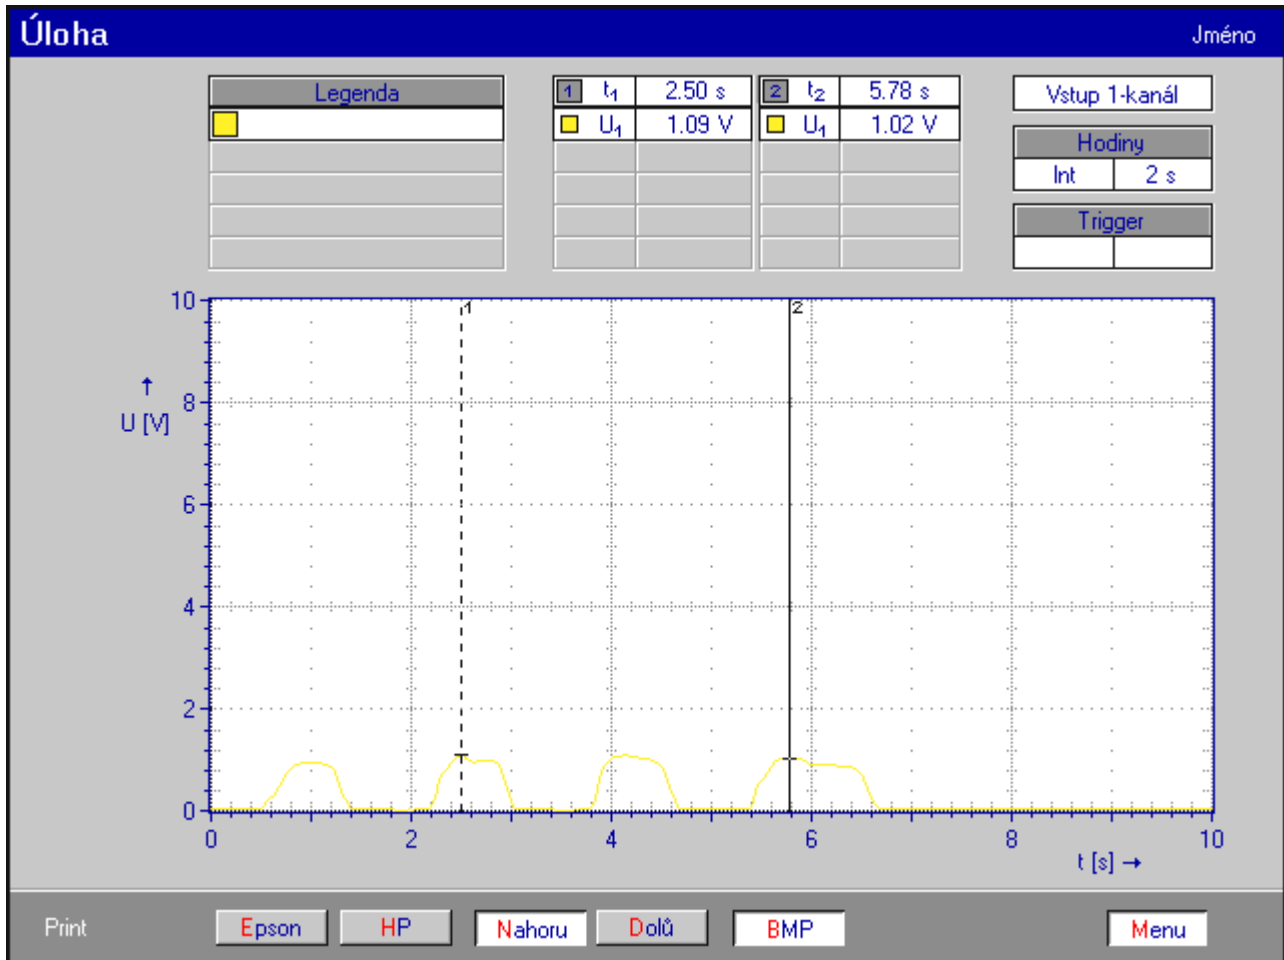 Úloha
Jméno
Legenda
1 t1 2.50 s
U1 1.09 V
2 t2 5.78 s
U1 1.02 V
Vstup 1-kanál
Hodiny
Int 2 s
Trigger
10
8
6
4
2
0
↑
U [V]
1
2
0 2 4 6 8 10
t [s] →
Print
Epson
HP
Nahoru
Dolů
BMP
Menu